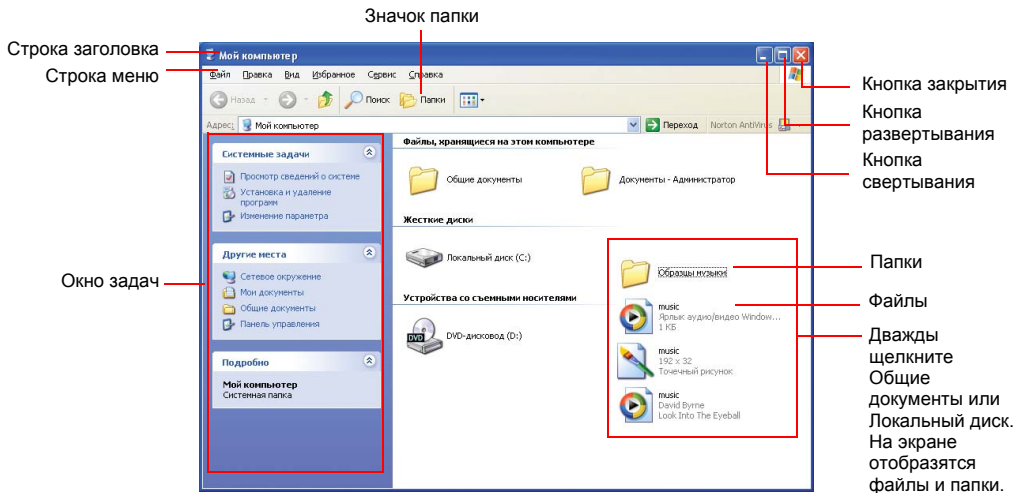 Значок папки
Строка заголовка
Строка меню
Мой компьютер
Файл Правка Вид Избранное Сервис Справка
Назад Поиск Папки
Адрес: Мой компьютер Переход Norton AntiVirus
Кнопка закрытия
Кнопка
развертывания
Кнопка
свертывания
Окно задач
Системные задачи
Просмотр сведений о системе
Установка и удаление
программ
Изменение параметра
Другие места
Сетевое окружение
Мои документы
Общие документы
Панель управления
Подробно
Мой компьютер
Системная папка
Файлы, хранящиеся на этом компьютере
Общие документы
Документы - Администратор
Жесткие диски
Локальный диск (C:)
Устройства со съемными носителями
DVD
DVD-дисковод (D:)
Образцы музыки
music
Ярлык аудио/видео Window...
1 КБ
music
192 x 32
Точечный рисунок
music
David Byrne
Look Into The Eyeball
Папки
Файлы
Дважды
щелкните
Общие
документы или
Локальный диск.
На экране
отобразятся
файлы и папки.